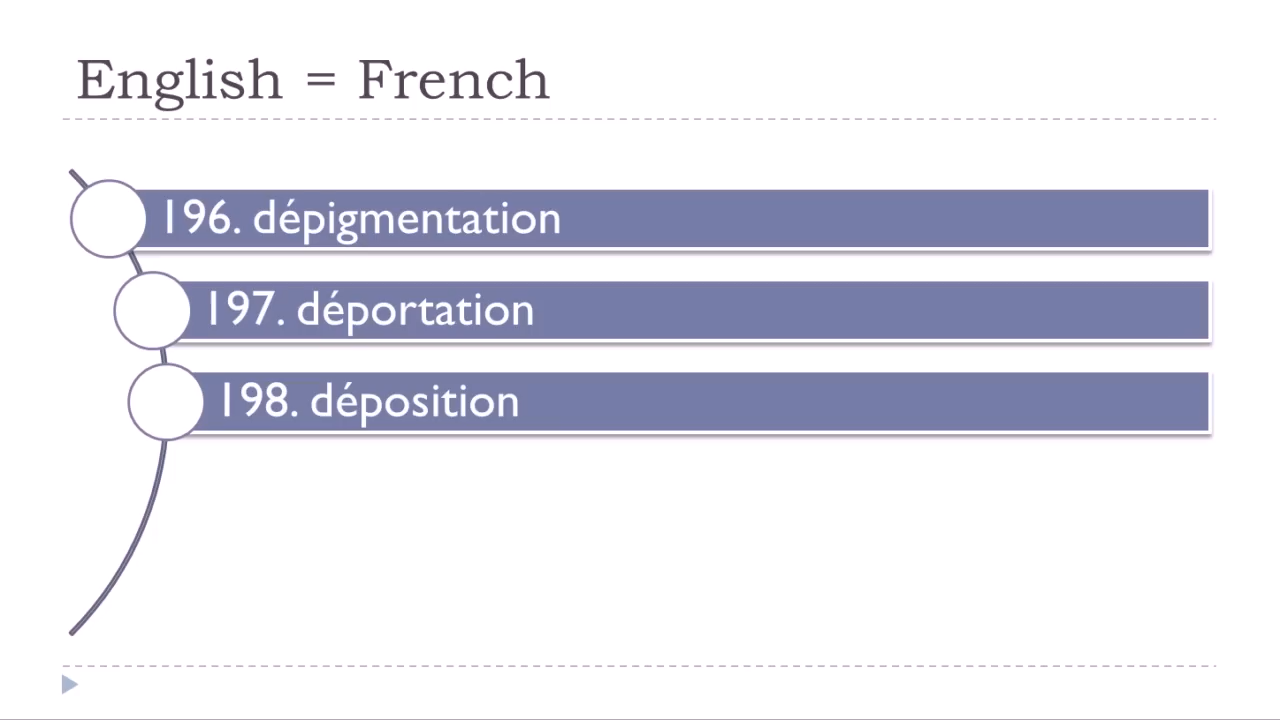 English = French
196. dépigmentation
197. déportation
198. déposition